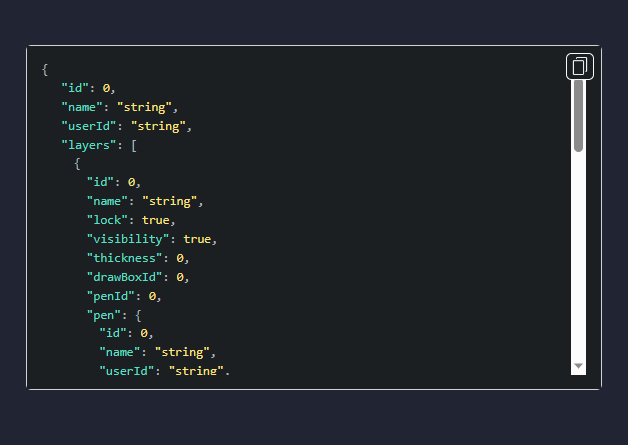 {
"id": 0,
"name": "string",
"userId": "string",
"layers": [
{
"id": 0,
"name": "string",
"lock": true,
"visibility": true,
"thickness": 0,
"drawBoxId": 0,
"penId": 0,
"pen": {
"id": 0,
"name": "string",
"userId": "string",